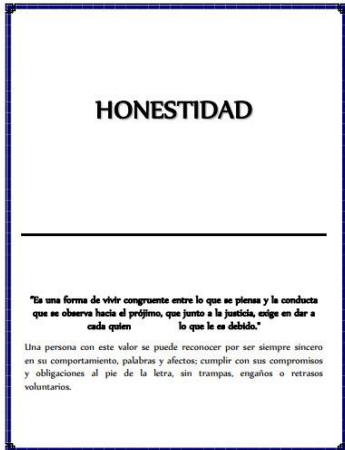 HONESTIDAD
"Es una forma de vivir congruente entre lo que se piensa y la conducta
que se observa hacia el prójimo, que junto a la justicia, exige en dar a
cada quien lo que le es debido."
Una persona con este valor se puede reconocer por ser siempre sincero
en su comportamiento, palabras y afectos; cumplir con sus compromisos
y obligaciones al pie de la letra, sin trampas, engaños o retrasos
voluntarios.